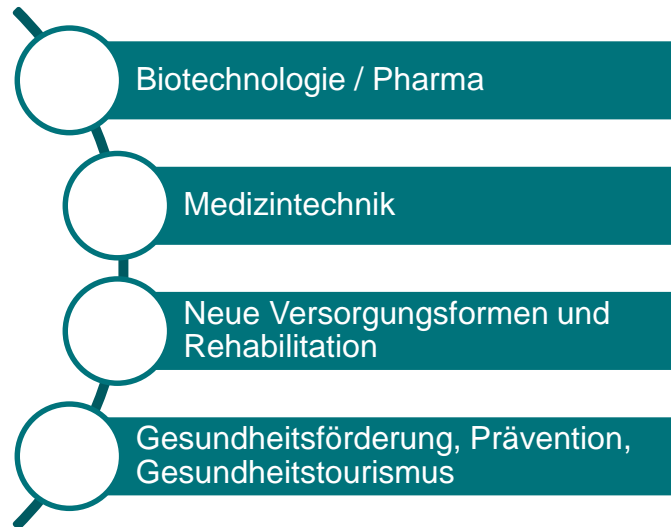 Biotechnologie / Pharma
Medizintechnik
Neue Versorgungsformen und
Rehabilitation
Gesundheitsförderung, Prävention,
Gesundheitstourismus